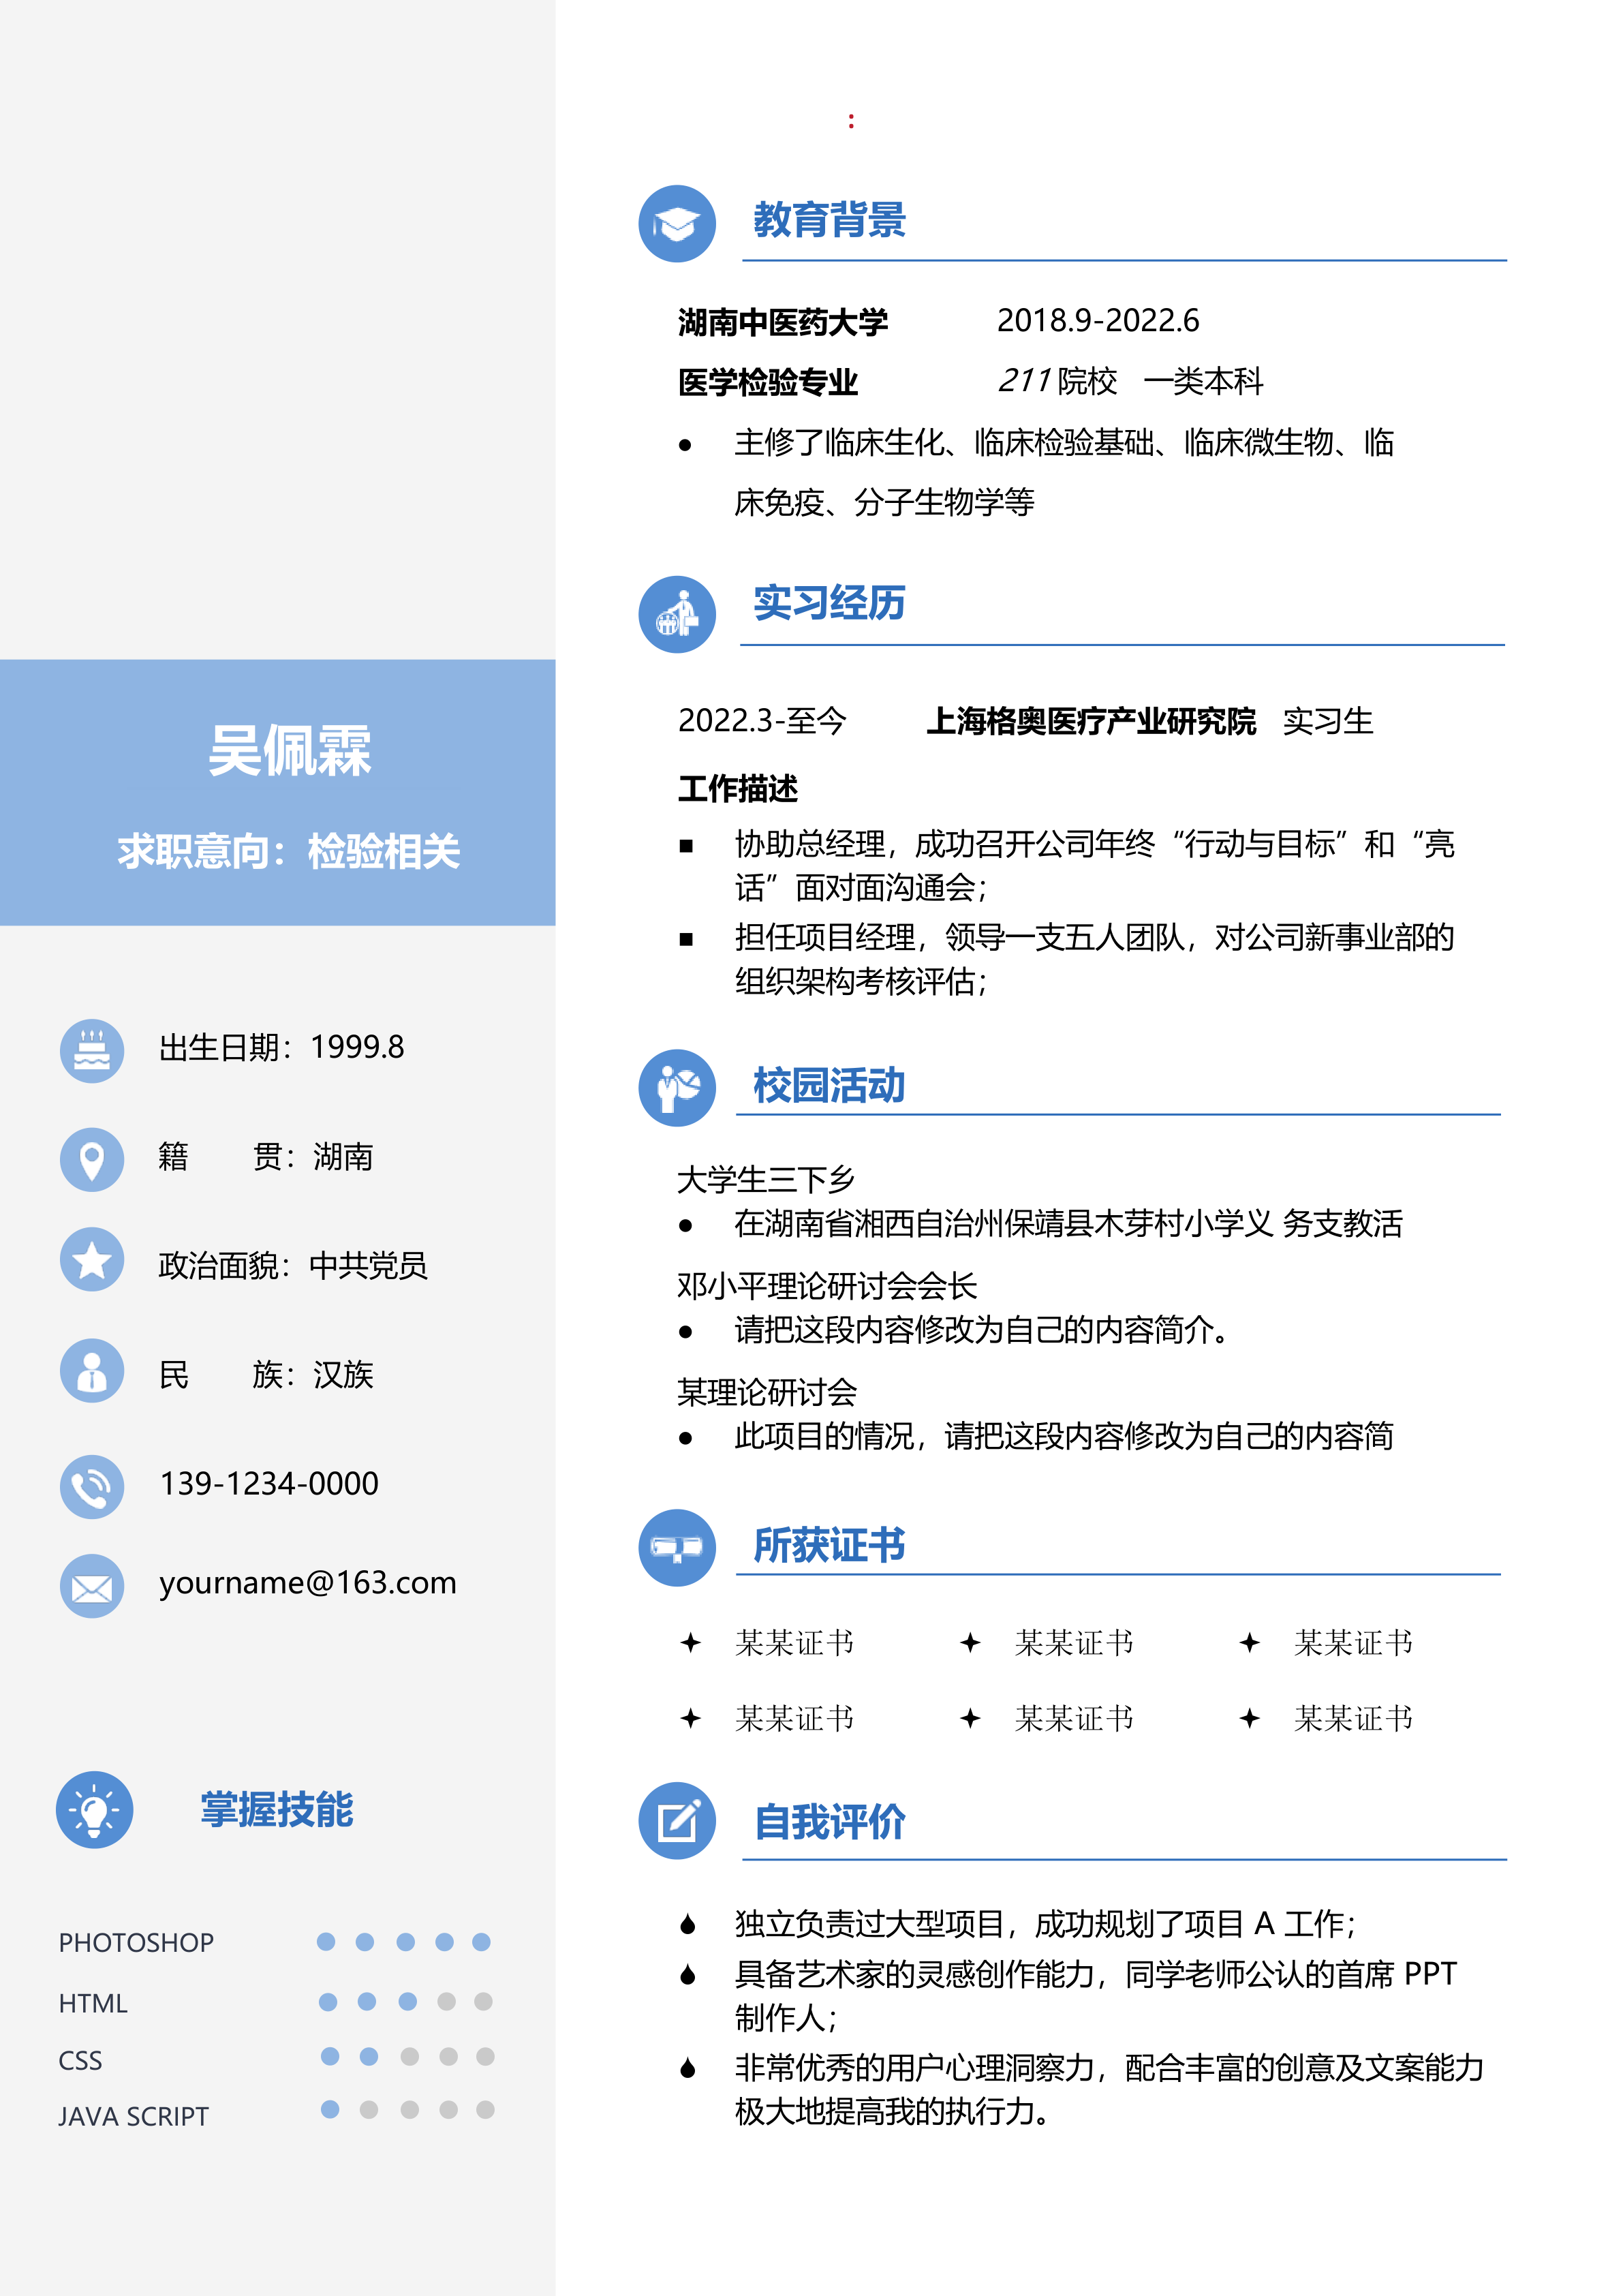 吴佩霖
求职意向：检验相关
出生日期：1999.8
籍　　贯：湖南
政治面貌：中共党员
民　　族：汉族
139-1234-0000
yourname@163.com
掌握技能
PHOTOSHOP
HTML
CSS
JAVA SCRIPT
：
教育背景
湖南中医药大学　　2018.9-2022.6
医学检验专业　　211 院校　一类本科
● 主修了临床生化、临床检验基础、临床微生物、临
床免疫、分子生物学等
实习经历
2022.3-至今　　上海格奥医疗产业研究院　实习生
工作描述
■ 协助总经理，成功召开公司年终“行动与目标”和“亮
话”面对面沟通会；
■ 担任项目经理，领导一支五人团队，对公司新事业部的
组织架构考核评估；
校园活动
大学生三下乡
● 在湖南省湘西自治州保靖县木芽村小学义 务支教活
邓小平理论研讨会会长
● 请把这段内容修改为自己的内容简介。
某理论研讨会
● 此项目的情况，请把这段内容修改为自己的内容简
所获证书
某某证书　　某某证书　　某某证书
某某证书　　某某证书　　某某证书
自我评价
独立负责过大型项目，成功规划了项目 A 工作；
具备艺术家的灵感创作能力，同学老师公认的首席 PPT
制作人；
非常优秀的用户心理洞察力，配合丰富的创意及文案能力
极大地提高我的执行力。